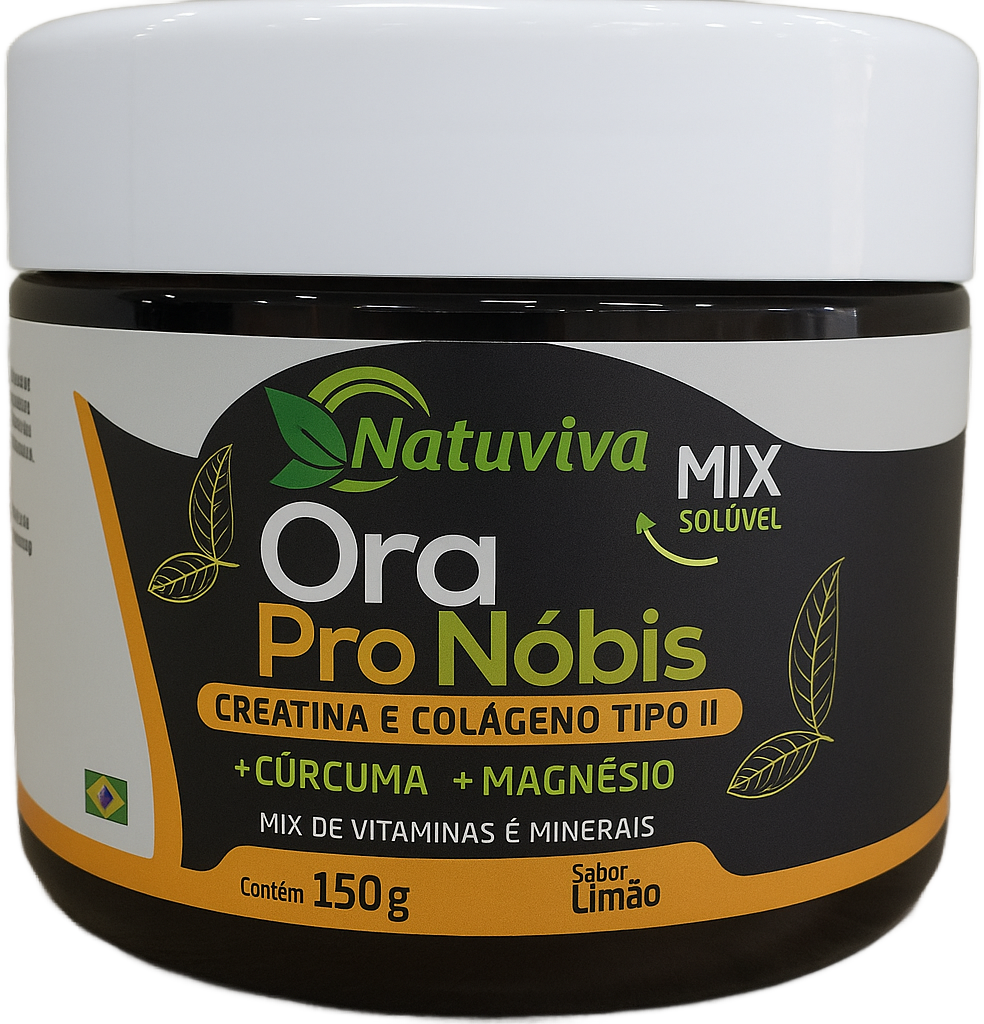 Natuviva
MIX
SOLÚVEL
Ora
Pro Nóbis
CREATINA E COLÁGENO TIPO II
+CÚRCUMA +MAGNÉSIO
MIX DE VITAMINAS É MINERAIS
Contém 150g
Sabor
Limão